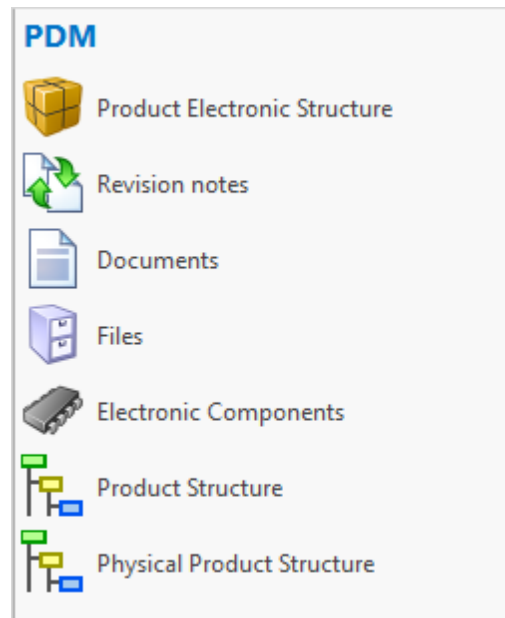 PDM
Product Electronic Structure
Revision notes
Documents
Files
Electronic Components
Product Structure
Physical Product Structure